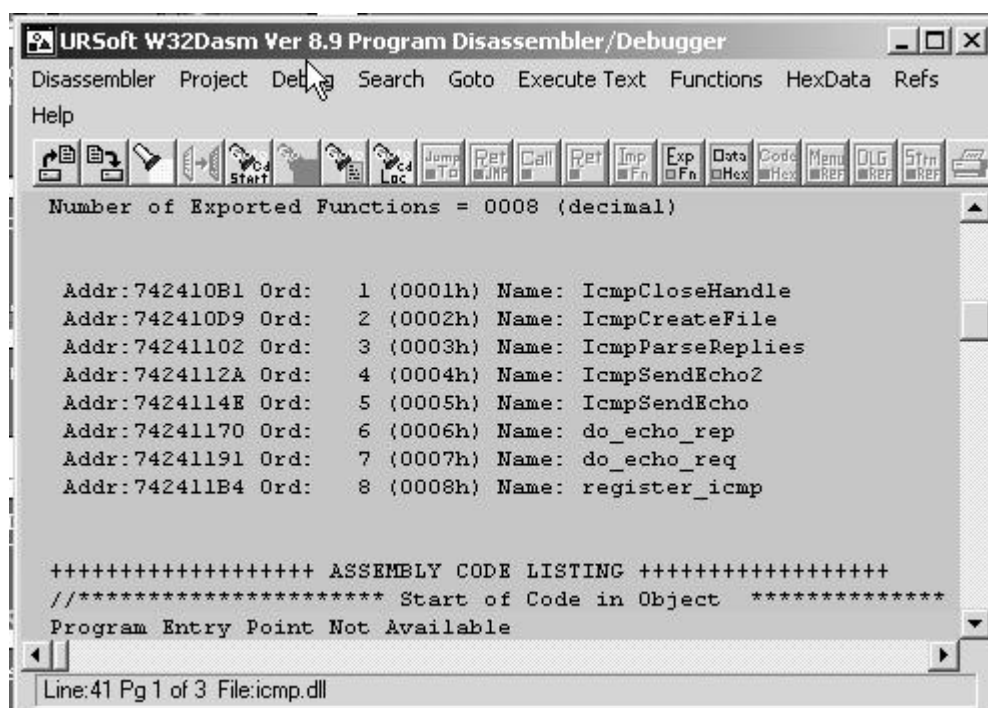 URSoft W32Dasm Ver 8.9 Program Disassembler/Debugger
Disassembler Project Debug Search Goto Execute Text Functions HexData Refs
Help
Cd Start Cd Loc Jump To Ret JMP Call Ret Imp Fn Exp Fn Data Hex Code Hex Menu REF DLG REF Strn REF
Number of Exported Functions = 0008 (decimal)
Addr:742410B1 Ord: 1 (0001h) Name: IcmpCloseHandle
Addr:742410D9 Ord: 2 (0002h) Name: IcmpCreateFile
Addr:74241102 Ord: 3 (0003h) Name: IcmpParseReplies
Addr:7424112A Ord: 4 (0004h) Name: IcmpSendEcho2
Addr:7424114E Ord: 5 (0005h) Name: IcmpSendEcho
Addr:74241170 Ord: 6 (0006h) Name: do_echo_rep
Addr:74241191 Ord: 7 (0007h) Name: do_echo_req
Addr:742411B4 Ord: 8 (0008h) Name: register_icmp
+++++++++++++++++++ ASSEMBLY CODE LISTING ++++++++++++++++++
//********************** Start of Code in Object **************
Program Entry Point Not Available
Line:41 Pg 1 of 3 File:icmp.dll